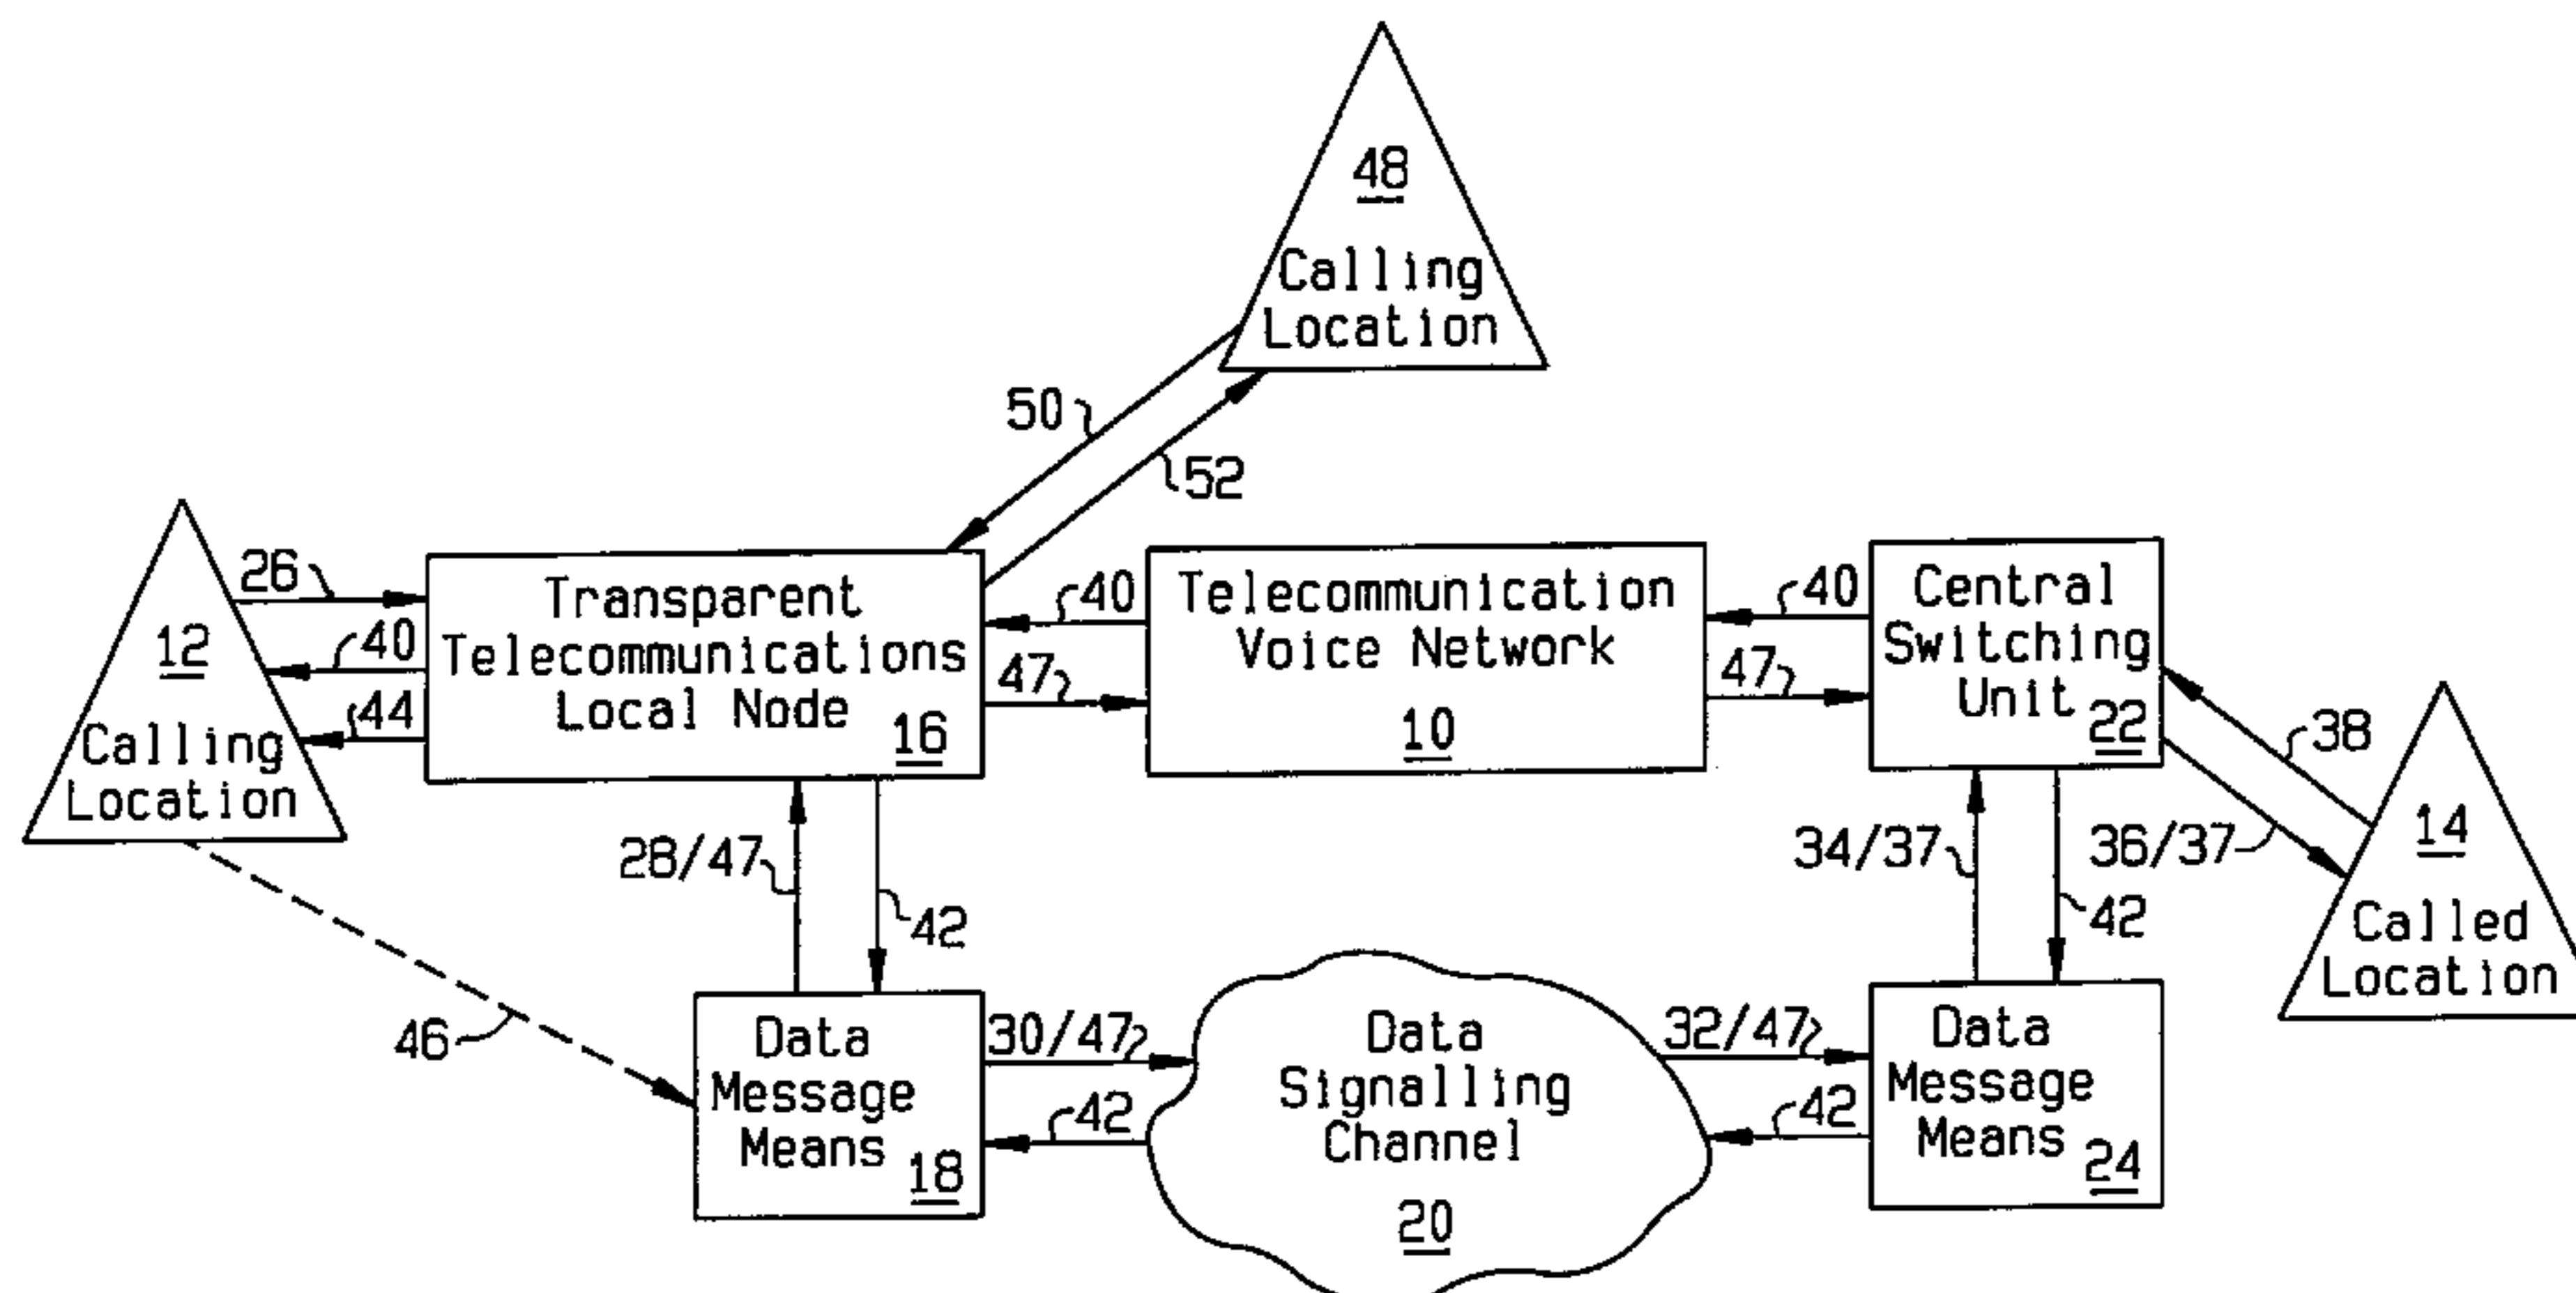 48
Calling
Location
50
52
12
Calling
Location
26
40
44
Transparent
Telecommunications
Local Node
16
40
47
Telecommunication
Voice Network
10
40
47
Central
Switching
Unit
22
38
36/37
14
Called
Location
28/47
42
34/37
42
46
Data
Message
Means
18
30/47
42
Data
Signalling
Channel
20
32/47
42
Data
Message
Means
24